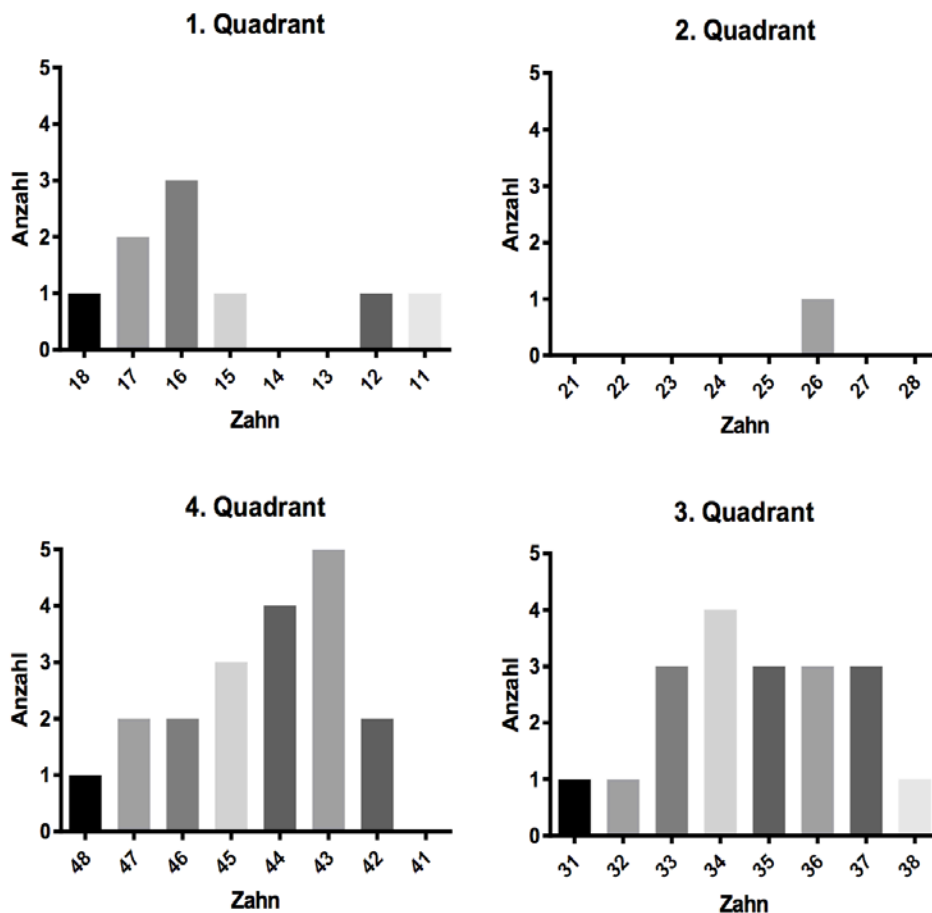 1. Quadrant
Anzahl
5
4
3
2
1
0
18 17 16 15 14 13 12 11
Zahn
2. Quadrant
Anzahl
5
4
3
2
1
0
21 22 23 24 25 26 27 28
Zahn
4. Quadrant
Anzahl
5
4
3
2
1
0
48 47 46 45 44 43 42 41
Zahn
3. Quadrant
Anzahl
5
4
3
2
1
0
31 32 33 34 35 36 37 38
Zahn